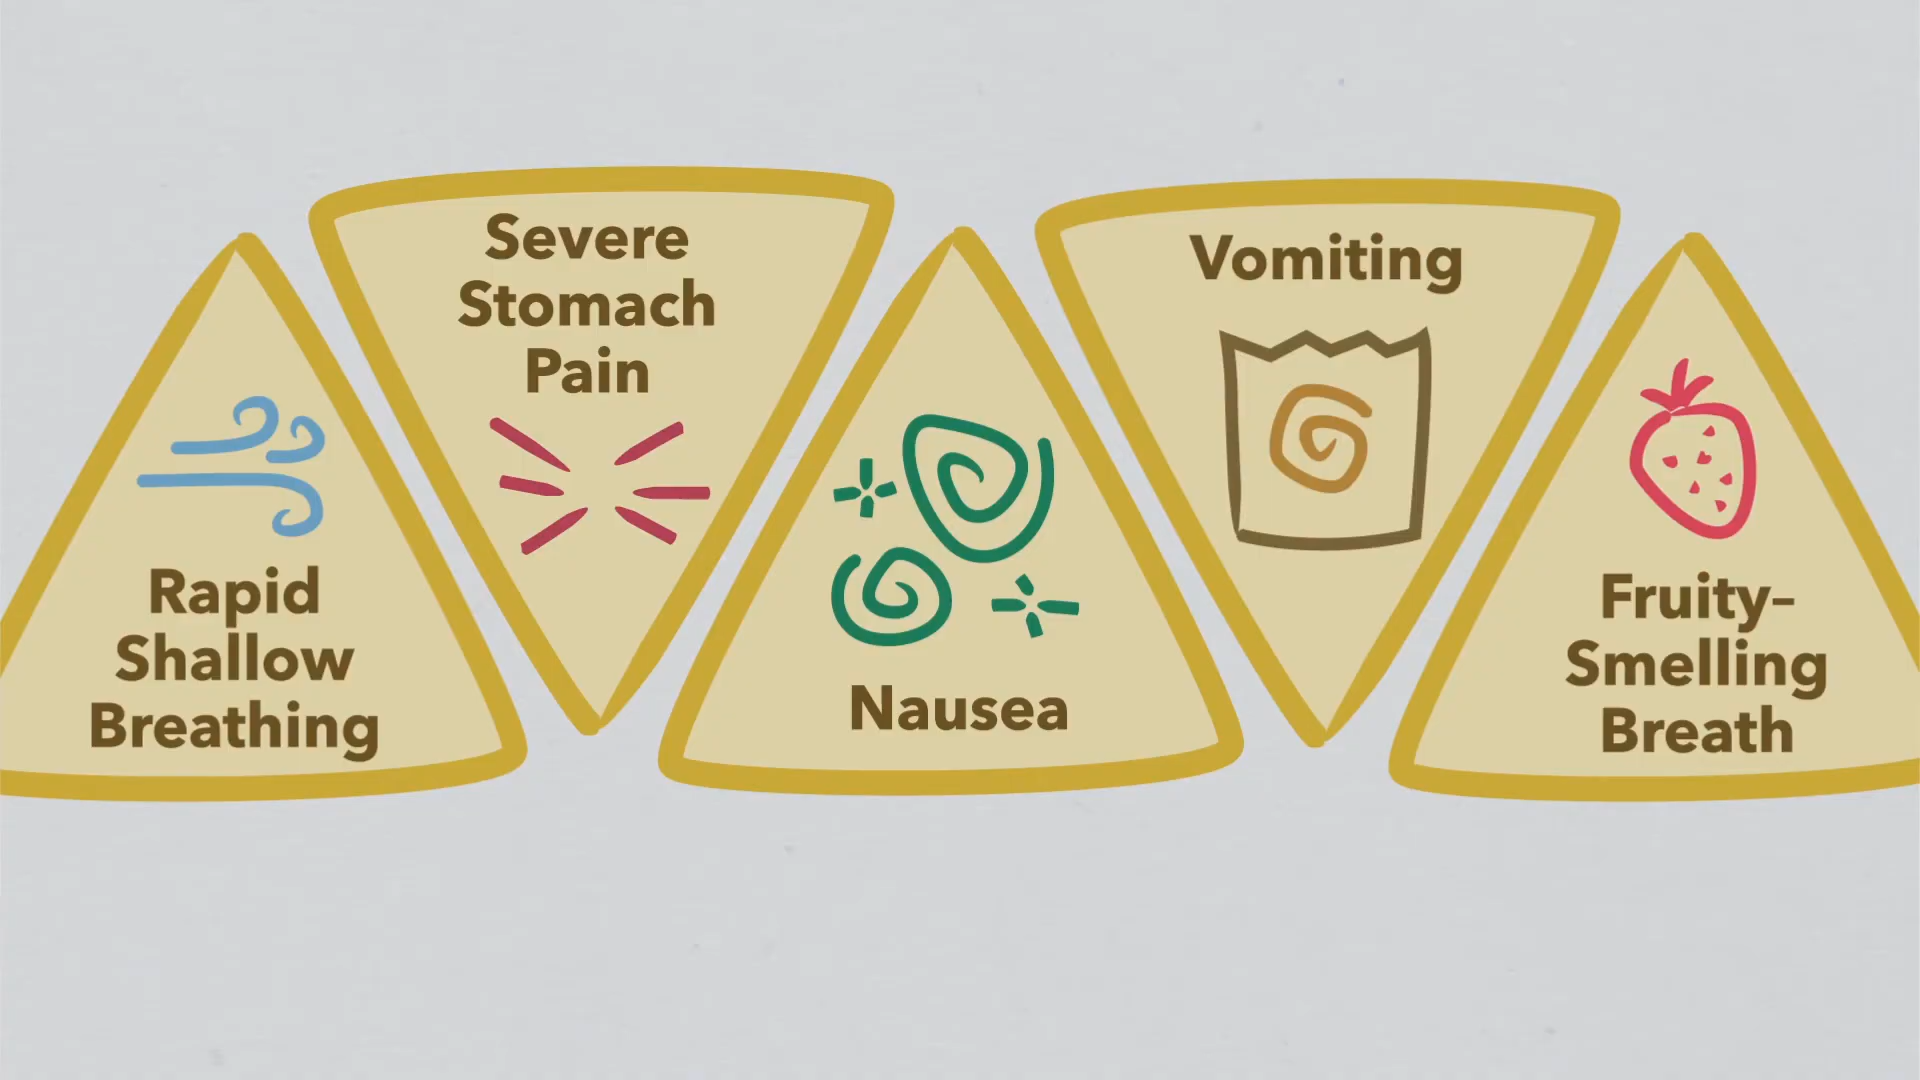 Rapid
Shallow
Breathing
Severe
Stomach
Pain
Nausea
Vomiting
Fruity–
Smelling
Breath